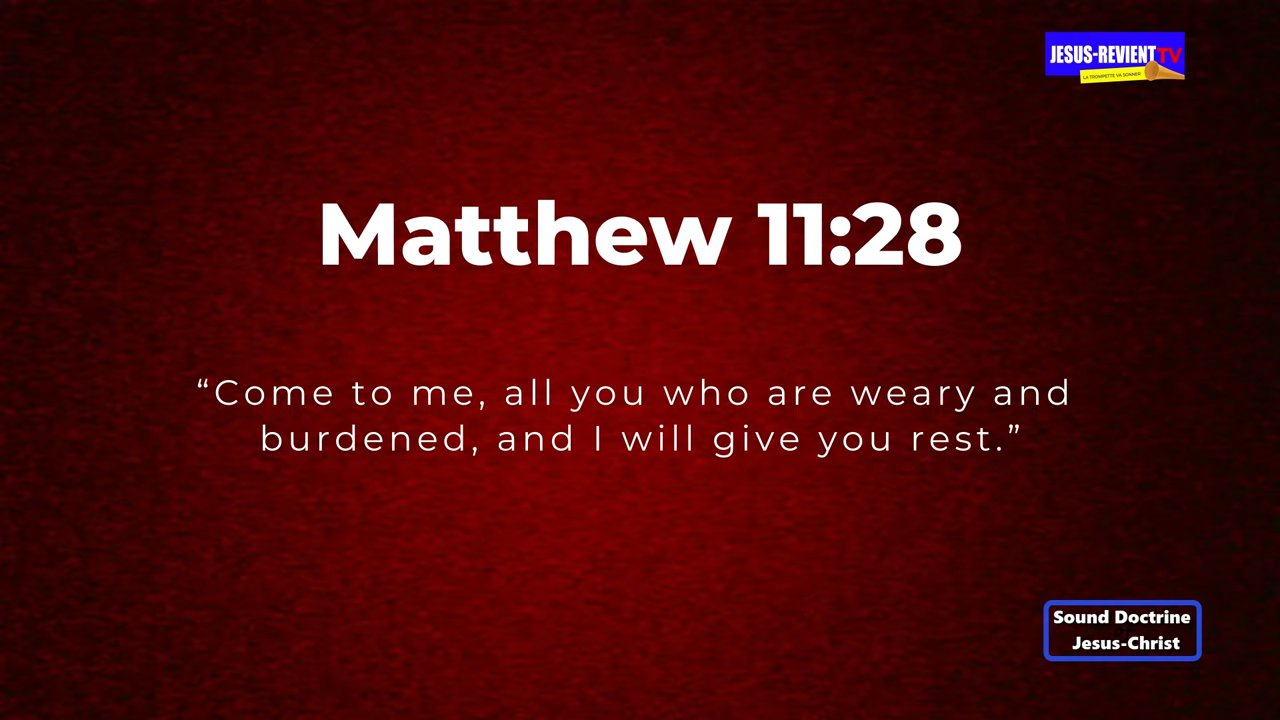 JESUS-REVIENT TV
LA TROMPETTE VA SONNER
Matthew 11:28
“Come to me, all you who are weary and
burdened, and I will give you rest.”
Sound Doctrine
Jesus-Christ